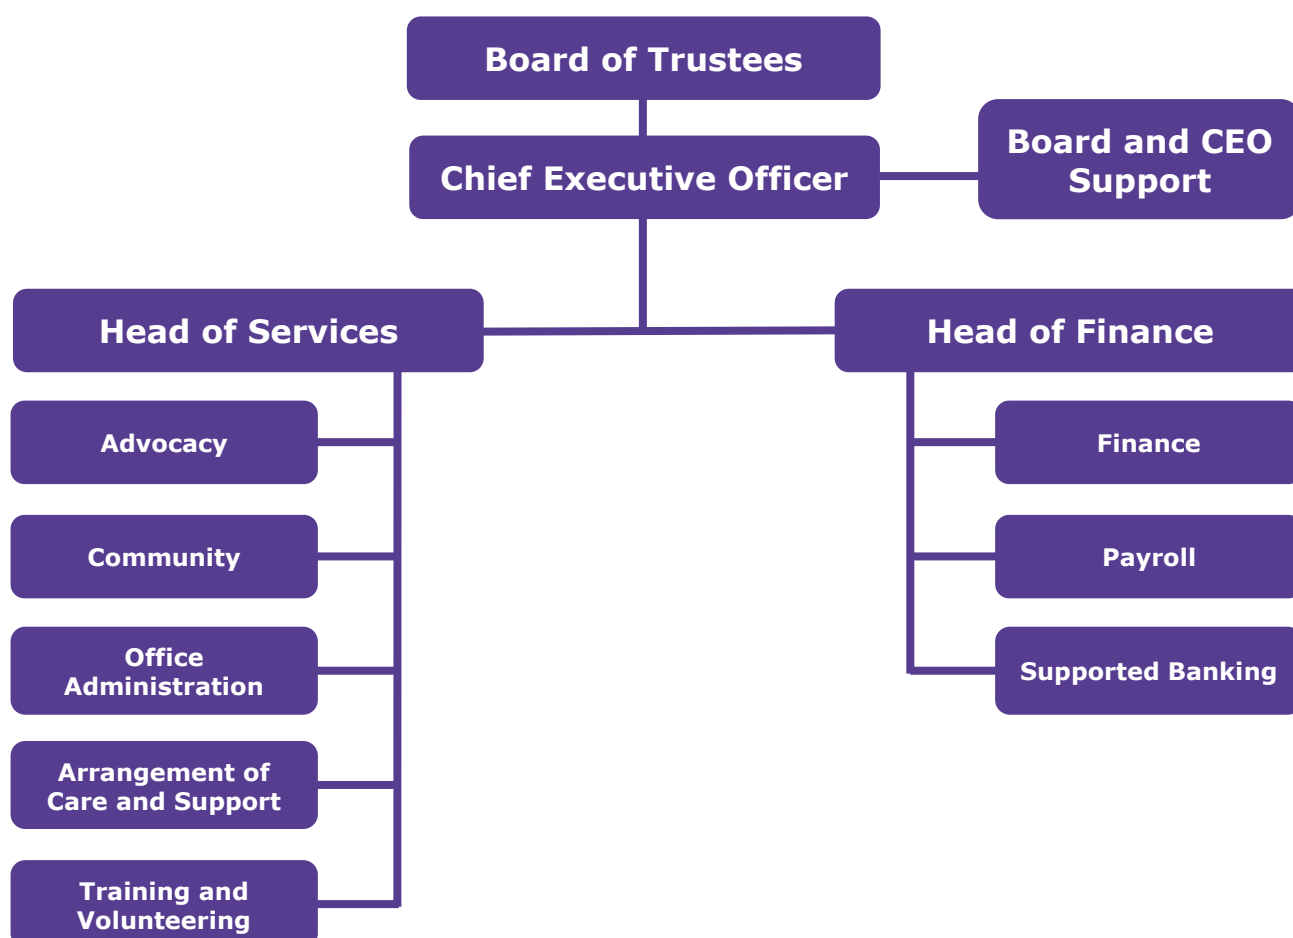 Board of Trustees
Chief Executive Officer
Board and CEO
Support
Head of Services
Head of Finance
Advocacy
Finance
Community
Payroll
Office
Administration
Supported Banking
Arrangement of
Care and Support
Training and
Volunteering